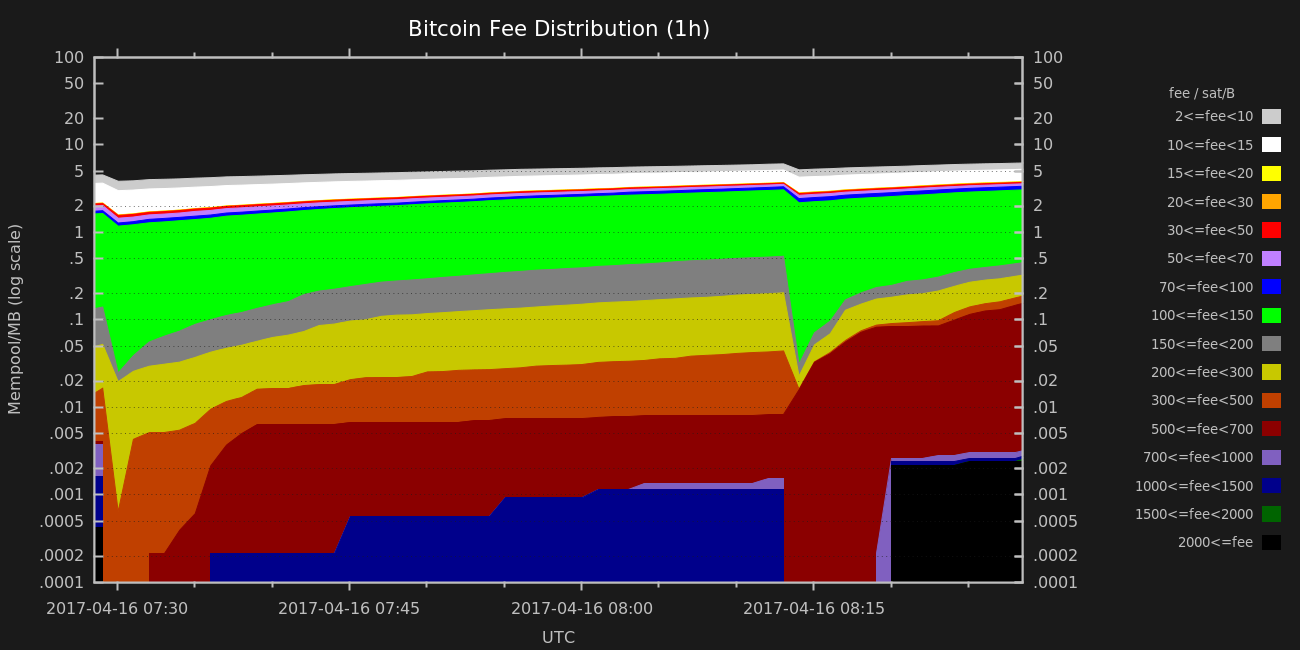 Bitcoin Fee Distribution (1h)
100
50
20
10
5
2
1
.5
.2
.1
.05
.02
.01
.005
.002
.001
.0005
.0002
.0001
Mempool/MB (log scale)
100
50
20
10
5
2
1
.5
.2
.1
.05
.02
.01
.005
.002
.001
.0005
.0002
.0001
2017-04-16 07:30
2017-04-16 07:45
2017-04-16 08:00
2017-04-16 08:15
UTC
fee / sat/B
2<=fee<10
10<=fee<15
15<=fee<20
20<=fee<30
30<=fee<50
50<=fee<70
70<=fee<100
100<=fee<150
150<=fee<200
200<=fee<300
300<=fee<500
500<=fee<700
700<=fee<1000
1000<=fee<1500
1500<=fee<2000
2000<=fee